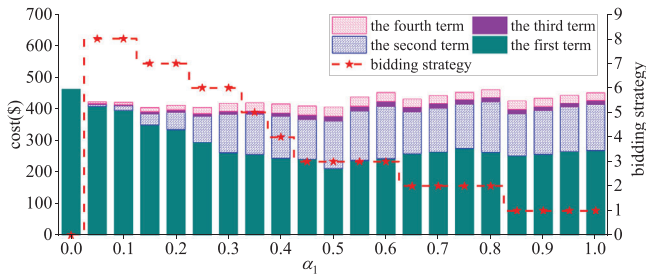 700
600
500
400
300
200
100
0
cost($)
the fourth term the third term
the second term the first term
bidding strategy
9
8
7
6
5
4
3
2
1
0
bidding strategy
0.0 0.1 0.2 0.3 0.4 0.5 0.6 0.7 0.8 0.9 1.0
α1